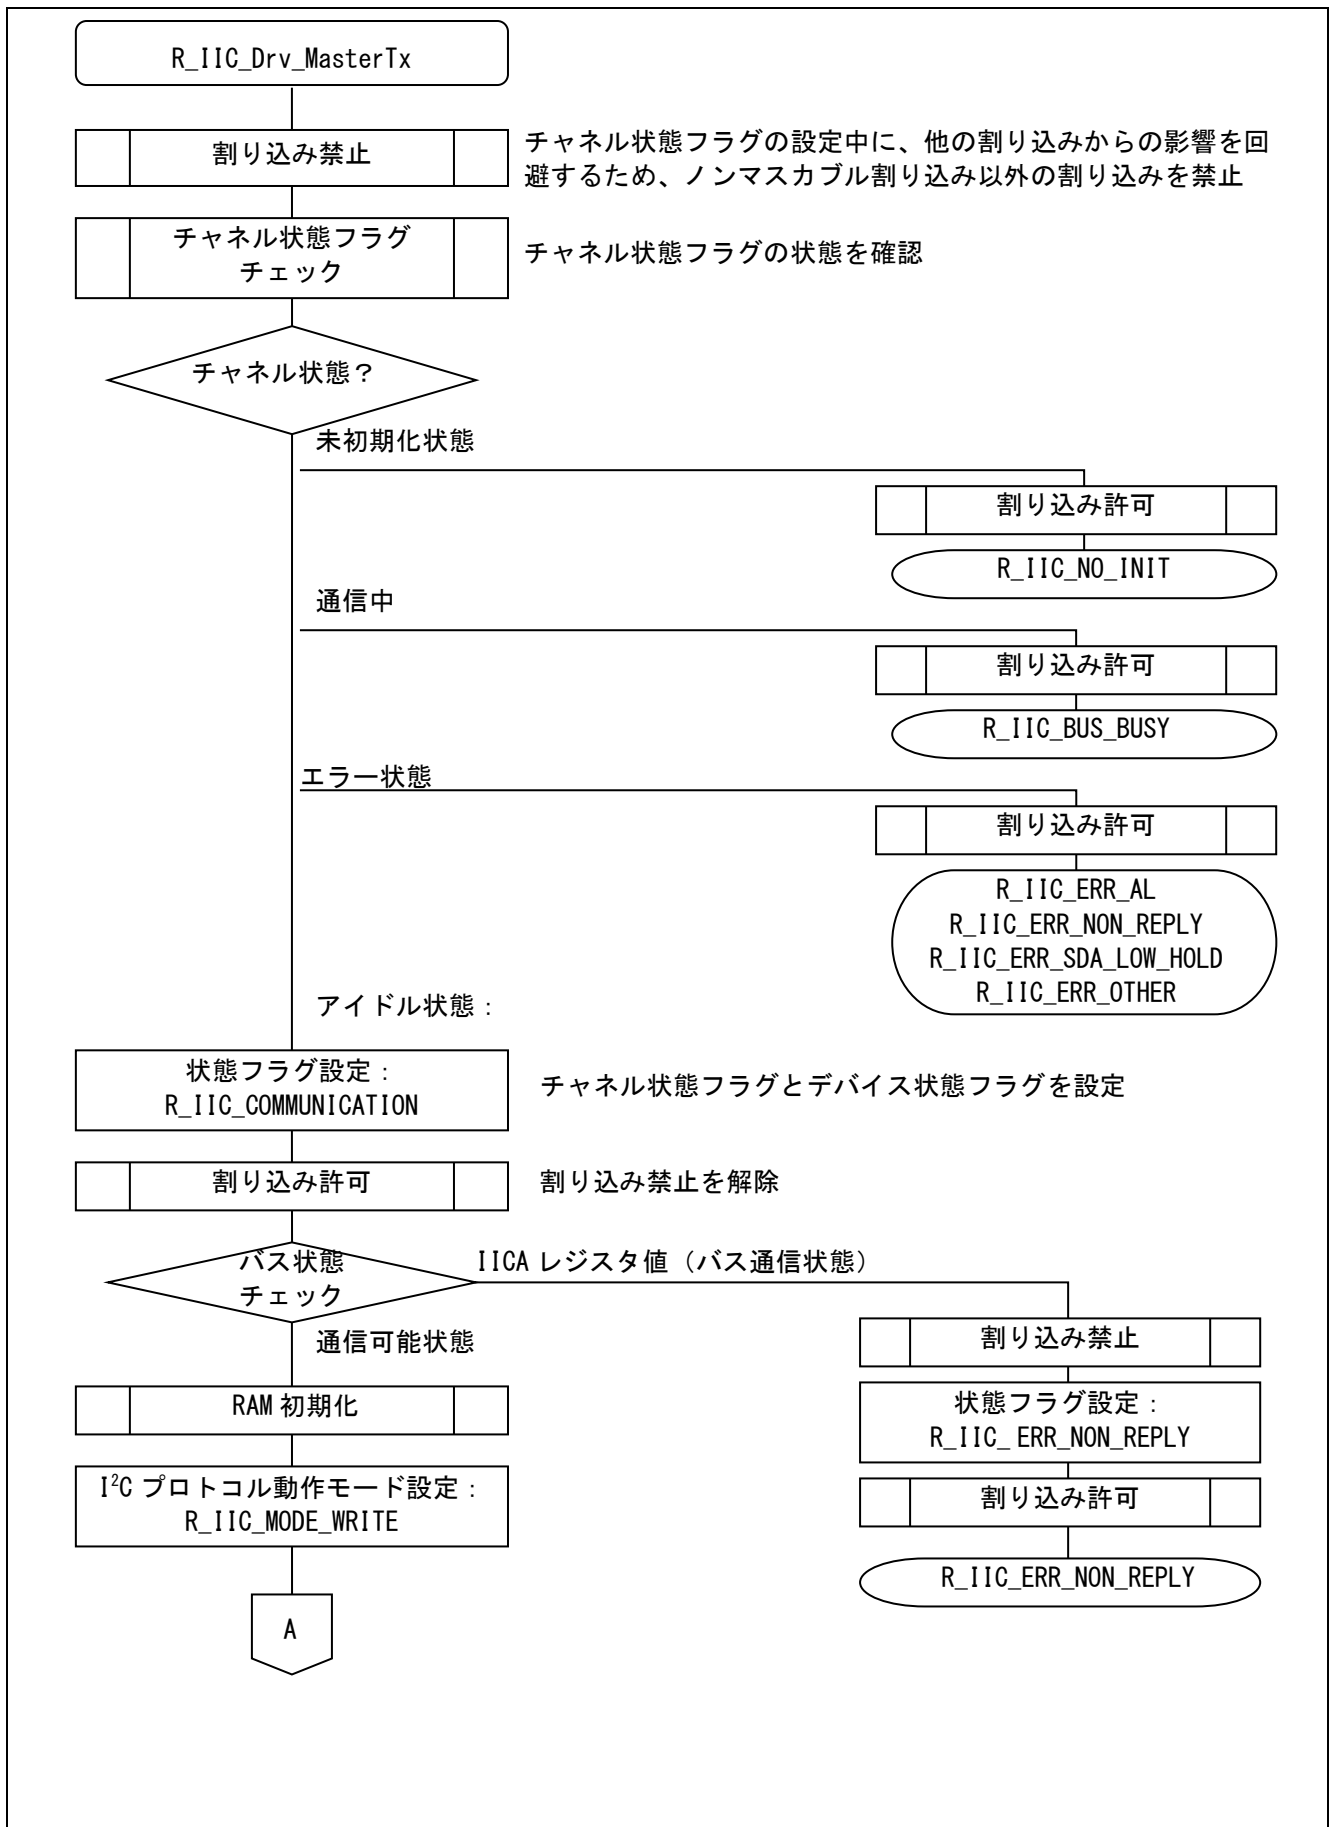 R_IIC_Drv_MasterTx
割り込み禁止
チャネル状態フラグの設定中に、他の割り込みからの影響を回
避するため、ノンマスカブル割り込み以外の割り込みを禁止
チャネル状態フラグ
チェック
チャネル状態フラグの状態を確認
チャネル状態？
未初期化状態
割り込み許可
R_IIC_NO_INIT
通信中
割り込み許可
R_IIC_BUS_BUSY
エラー状態
割り込み許可
R_IIC_ERR_AL
R_IIC_ERR_NON_REPLY
R_IIC_ERR_SDA_LOW_HOLD
R_IIC_ERR_OTHER
アイドル状態：
状態フラグ設定：
R_IIC_COMMUNICATION
チャネル状態フラグとデバイス状態フラグを設定
割り込み許可
割り込み禁止を解除
バス状態
チェック
IICA レジスタ値（バス通信状態）
通信可能状態
割り込み禁止
RAM 初期化
状態フラグ設定：
R_IIC_ ERR_NON_REPLY
I²C プロトコル動作モード設定：
R_IIC_MODE_WRITE
割り込み許可
R_IIC_ERR_NON_REPLY
A